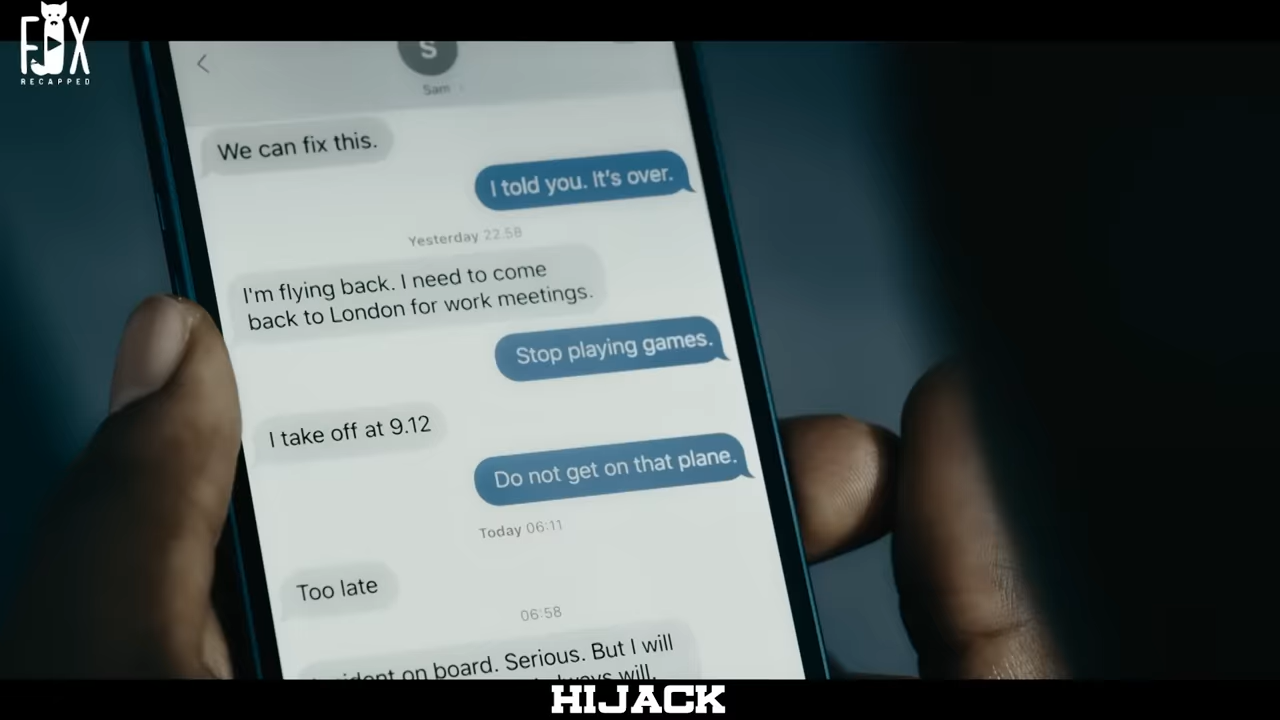 FOX
RECAPPED
S
Sam
We can fix this.
I told you. It's over.
Yesterday 22.58
I'm flying back. I need to come
back to London for work meetings.
Stop playing games.
I take off at 9.12
Do not get on that plane.
Today 06:11
Too late
06:58
on board. Serious. But I will
will.
HIJACK